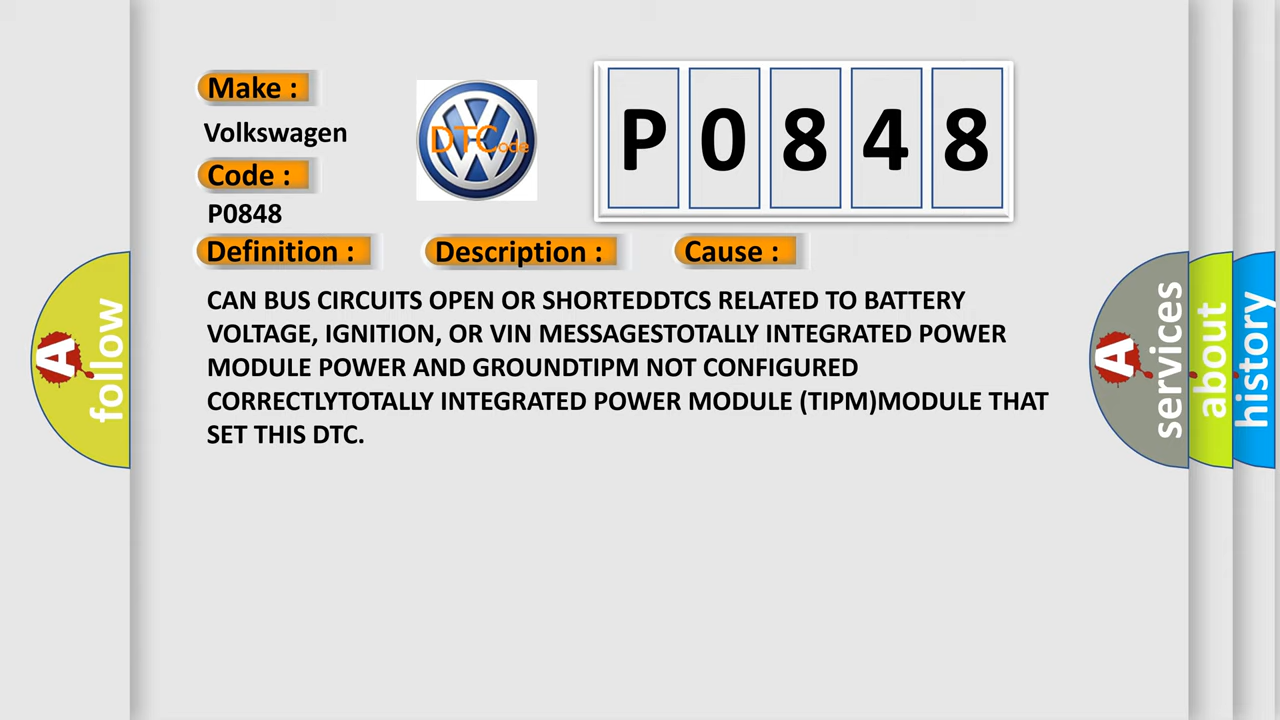 Make :
Volkswagen
Code :
P0848
DTCode
P0848
Definition :
Description :
Cause :
CAN BUS CIRCUITS OPEN OR SHORTEDDTCS RELATED TO BATTERY
VOLTAGE, IGNITION, OR VIN MESSAGESTOTALLY INTEGRATED POWER
MODULE POWER AND GROUNDTIPM NOT CONFIGURED
CORRECTLYTOTALLY INTEGRATED POWER MODULE (TIPM)MODULE THAT
SET THIS DTC.
A
follow
A
services
about
history